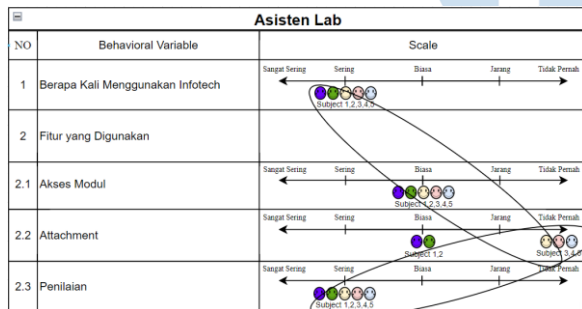 Asisten Lab
NO Behavioral Variable Scale
Sangat Sering Sering Biasa Jarang Tidak Pernah
1 Berapa Kali Menggunakan Infotech
Subject 1,2,3,4,5
2 Fitur yang Digunakan
Sangat Sering Sering Biasa Jarang Tidak Pernah
2.1 Akses Modul
Subject 1,2,3,4,5
Sangat Sering Sering Biasa Jarang Tidak Pernah
2.2 Attachment
Subject 1,2 Subject 3,4,5
Sangat Sering Sering Biasa Jarang Tidak Pernah
2.3 Penilaian
Subject 1,2,3,4,5